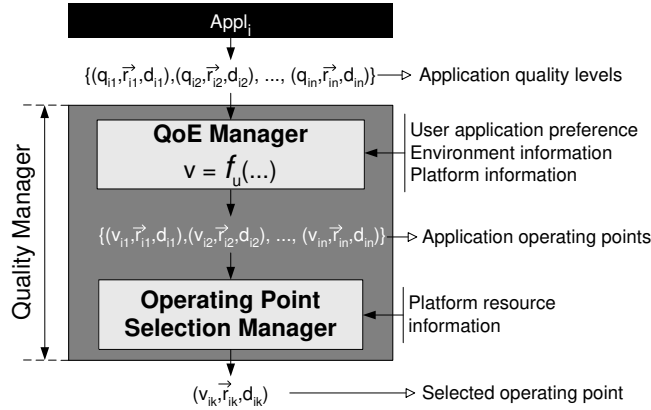 Appl_i
{(q_i1,r⃗_i1,d_i1),(q_i2,r⃗_i2,d_i2), ..., (q_in,r⃗_in,d_in)}
Application quality levels
Quality Manager
QoE Manager
v = f_u(...)
User application preference
Environment information
Platform information
{(v_i1,r⃗_i1,d_i1),(v_i2,r⃗_i2,d_i2), ..., (v_in,r⃗_in,d_in)}
Application operating points
Operating Point
Selection Manager
Platform resource
information
(v_ik,r⃗_ik,d_ik)
Selected operating point